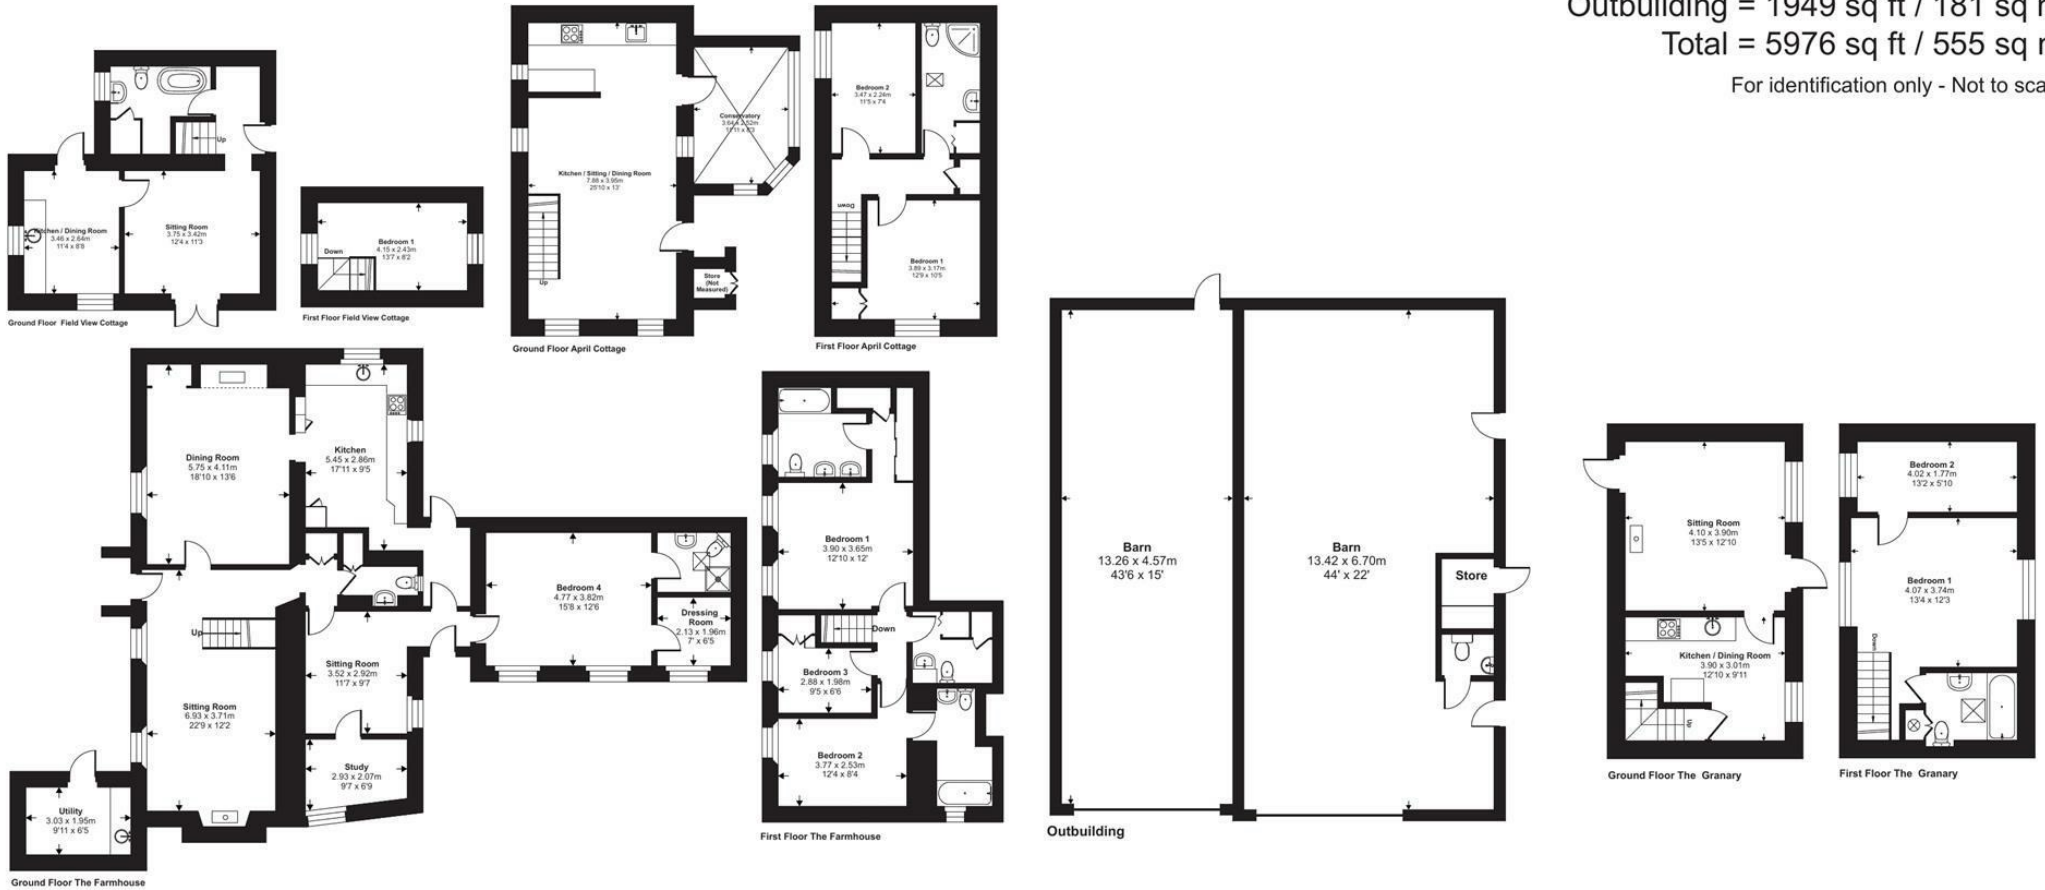 Outbuilding = 1949 sq ft / 181 sq
Total = 5976 sq ft / 555 sq
For identification only - Not to sca
Up
Kitchen / Dining Room
3.46 x 2.64m
11'4 x 8'8
Sitting Room
3.75 x 3.42m
12'4 x 11'3
Ground Floor Field View Cottage
Bedroom 1
4.15 x 2.43m
13'7 x 8'2
Down
First Floor Field View Cottage
Conservatory
3.64 x 2.52m
11'11 x 8'3
Kitchen / Sitting / Dining Room
7.88 x 3.95m
25'10 x 13'
Up
Store
(Not
Measured)
Ground Floor April Cottage
Bedroom 2
3.47 x 2.24m
11'5 x 7'4
Down
Bedroom 1
3.89 x 3.17m
12'9 x 10'5
First Floor April Cottage
Dining Room
5.75 x 4.11m
18'10 x 13'6
Kitchen
5.45 x 2.86m
17'11 x 9'5
Bedroom 4
4.77 x 3.82m
15'8 x 12'6
Dressing
Room
2.13 x 1.96m
7' x 6'5
Up
Sitting Room
3.52 x 2.92m
11'7 x 9'7
Sitting Room
6.93 x 3.71m
22'9 x 12'2
Study
2.93 x 2.07m
9'7 x 6'9
Utility
3.03 x 1.95m
9'11 x 6'5
Ground Floor The Farmhouse
Bedroom 1
3.90 x 3.65m
12'10 x 12'
Down
Bedroom 3
2.88 x 1.98m
9'5 x 6'6
Bedroom 2
3.77 x 2.53m
12'4 x 8'4
First Floor The Farmhouse
Barn
13.26 x 4.57m
43'6 x 15'
Barn
13.42 x 6.70m
44' x 22'
Store
Outbuilding
Sitting Room
4.10 x 3.90m
13'5 x 12'10
Kitchen / Dining Room
3.90 x 3.01m
12'10 x 9'11
Up
Ground Floor The Granary
Bedroom 2
4.02 x 1.77m
13'2 x 5'10
Bedroom 1
4.07 x 3.74m
13'4 x 12'3
Down
First Floor The Granary